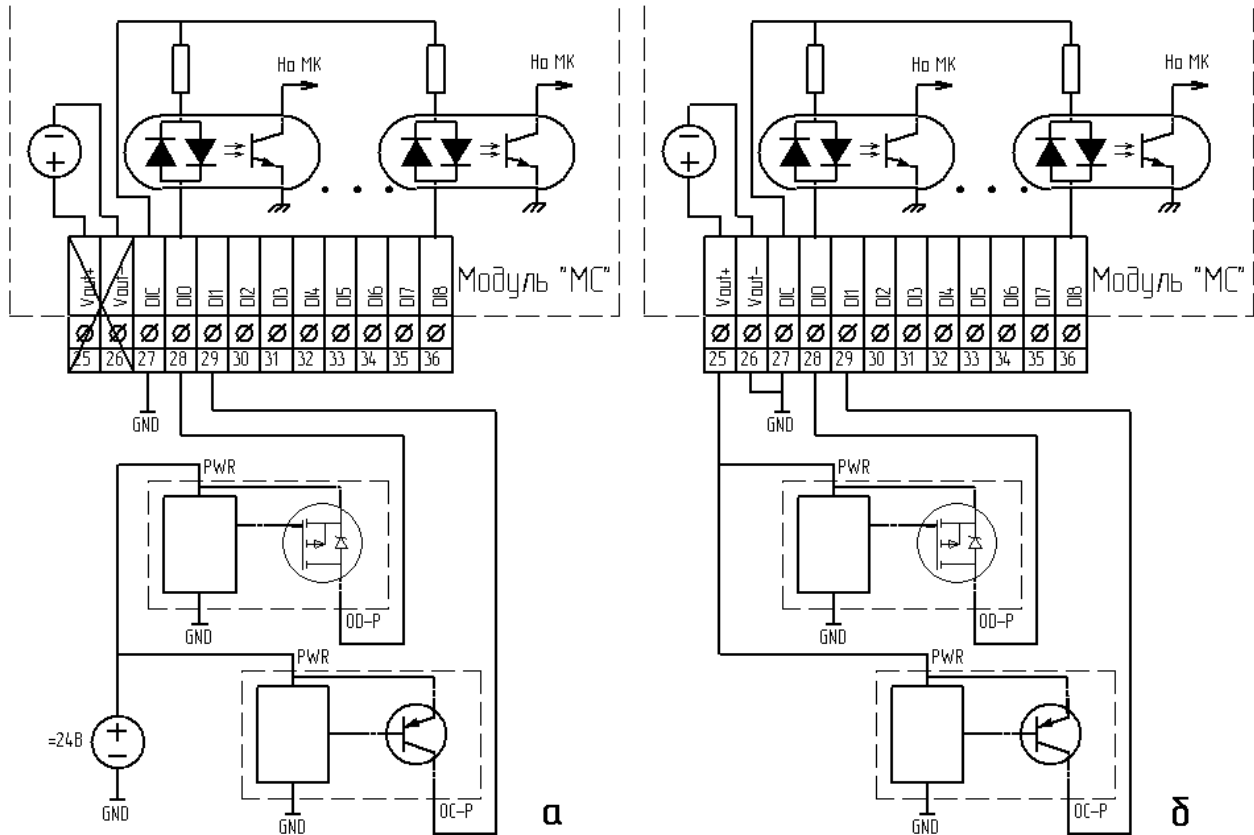 На МК На МК На МК На МК
Vout+ Vout- DIC DI0 DI1 DI2 DI3 DI4 DI5 DI6 DI7 DI8 Модуль "МС"
Vout+ Vout- DIC DI0 DI1 DI2 DI3 DI4 DI5 DI6 DI7 DI8 Модуль "МС"
25 26 27 28 29 30 31 32 33 34 35 36
25 26 27 28 29 30 31 32 33 34 35 36
GND GND
PWR PWR
OD-P OD-P
GND GND
PWR PWR
=24В
OC-P OC-P
GND GND GND
а б